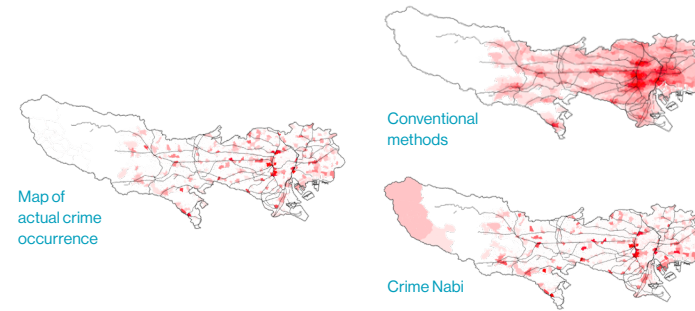 Map of
actual crime
occurrence
Conventional
methods
Crime Nabi